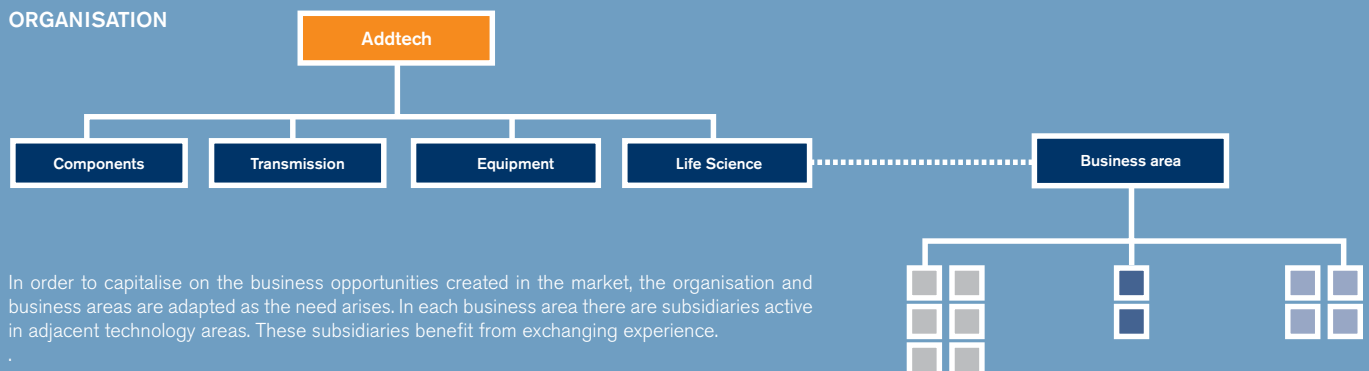 ORGANISATION
Addtech
Components
Transmission
Equipment
Life Science
Business area
In order to capitalise on the business opportunities created in the market, the organisation and
business areas are adapted as the need arises. In each business area there are subsidiaries active
in adjacent technology areas. These subsidiaries benefit from exchanging experience.
.